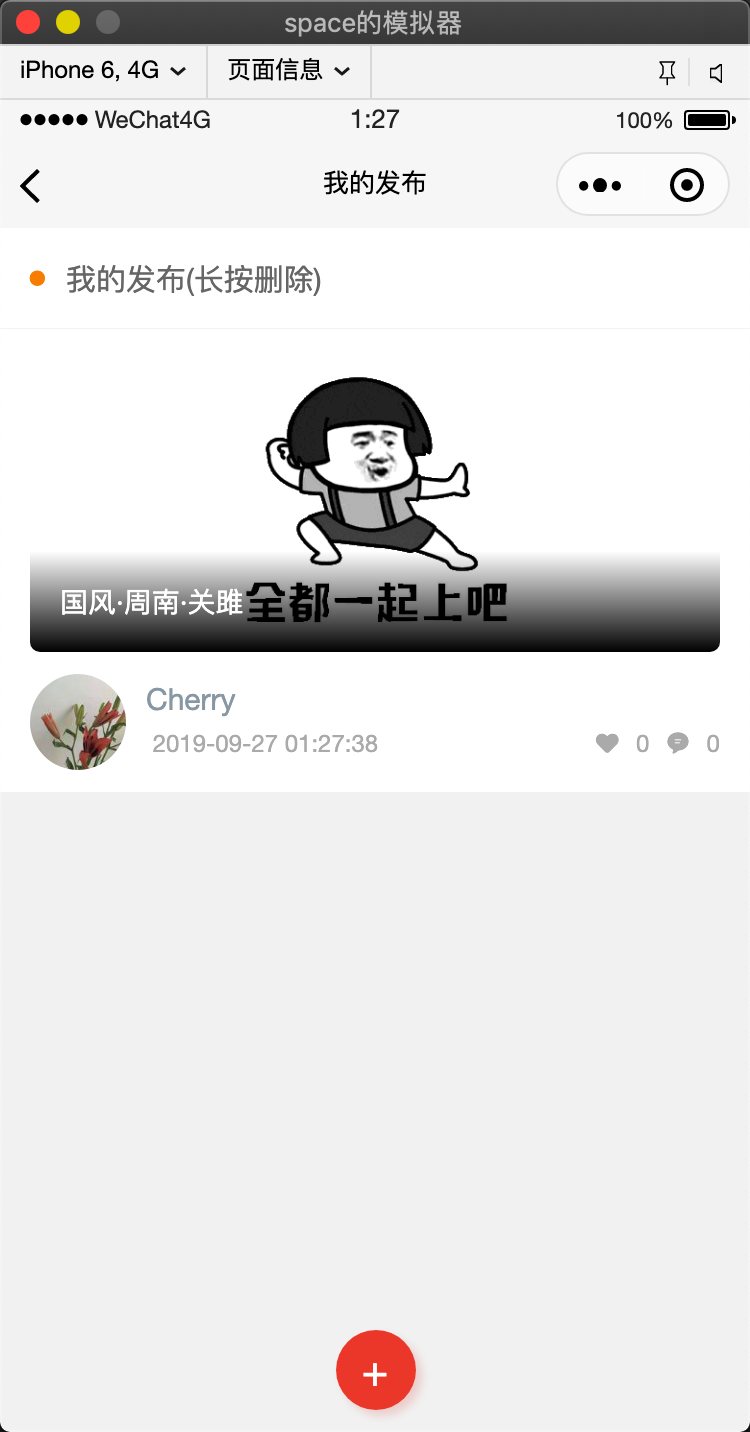 space的模拟器
iPhone 6, 4G 页面信息
WeChat4G 1:27 100%
我的发布
我的发布(长按删除)
国风·周南·关雎 全都一起上吧
Cherry
2019-09-27 01:27:38 0 0
+